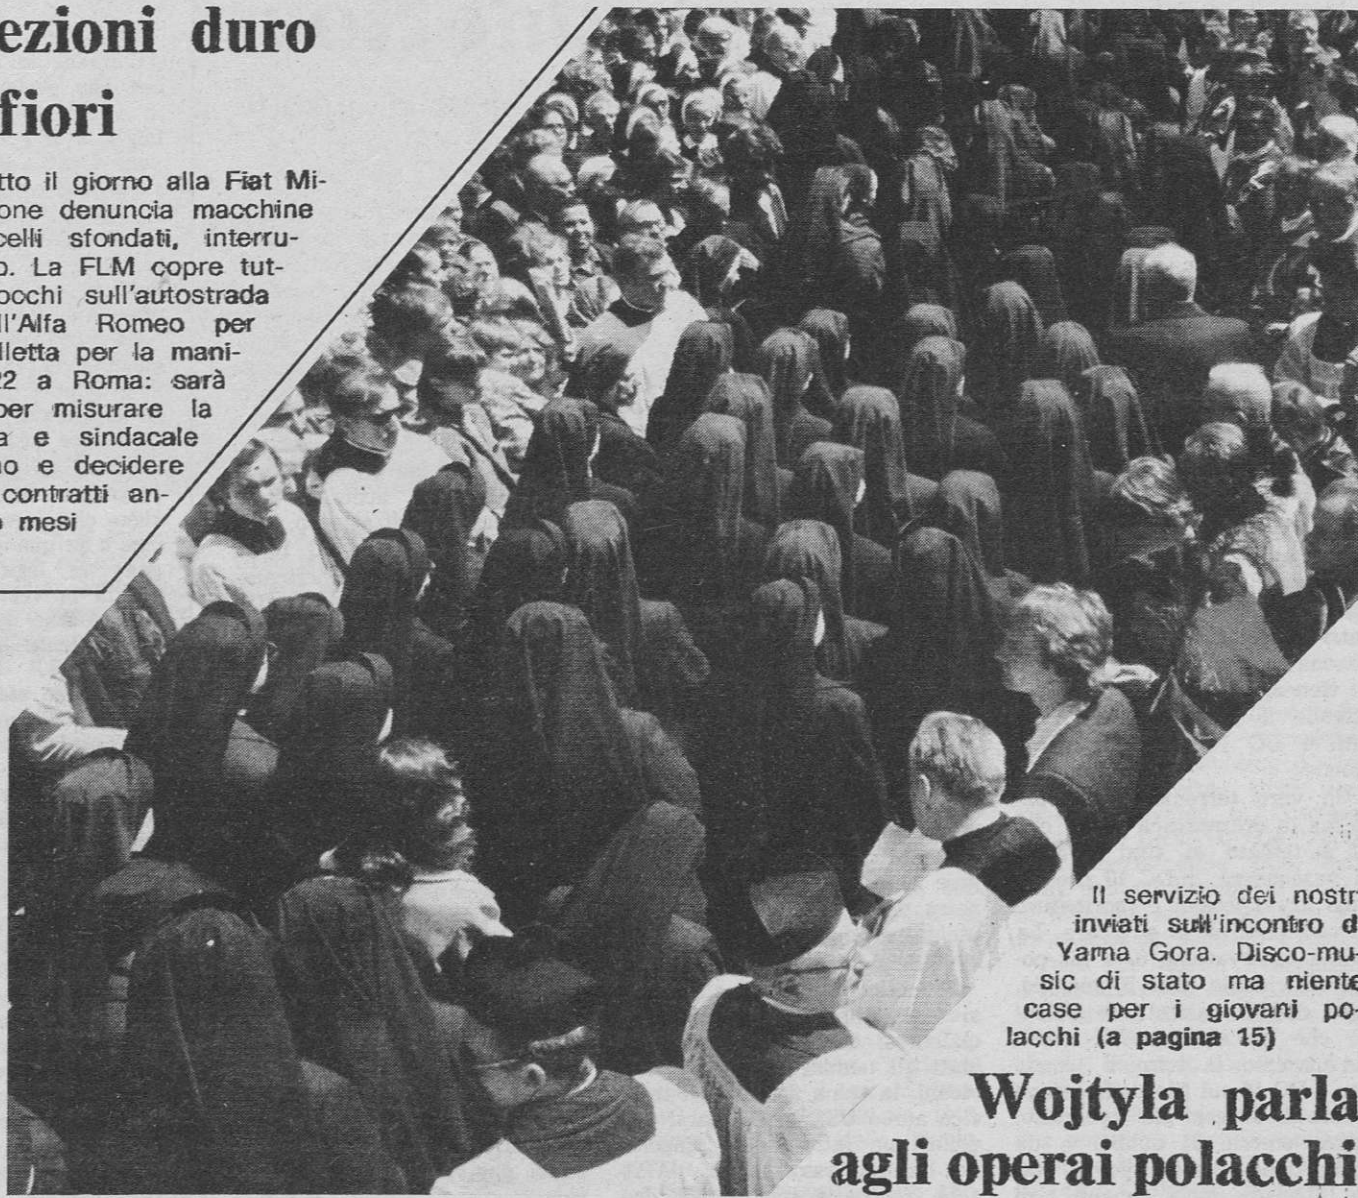 ezioni duro
fiori
tto il giorno alla Fiat Mi-
one denuncia macchine
celli sfondati, interru-
o. La FLM copre tut-
occhi sull'autostrada
ll'Alfa Romeo per
lletta per la mani-
22 a Roma: sarà
per misurare la
a e sindacale
no e decidere
contratti an-
o mesi
Il servizio dei nostr
inviati sull'incontro d
Yarna Gora. Disco-mu-
sic di stato ma niente
case per i giovani po-
lacchi (a pagina 15)
Wojtyla parla
agli operai polacchi